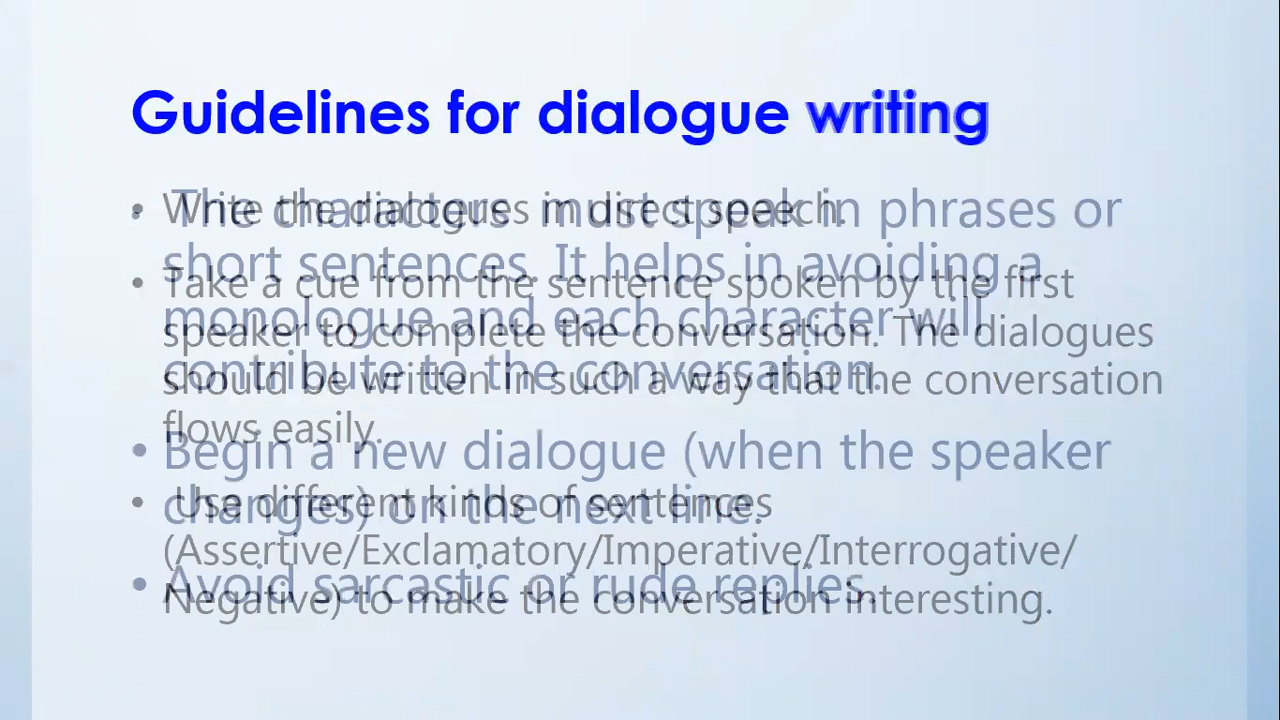 Guidelines for dialogue writing
• Write the dialogues in direct speech.
• Take a cue from the sentence spoken by the first
speaker to complete the conversation. The dialogues
should be written in such a way that the conversation
flows easily.
• Use different kinds of sentences
(Assertive/Exclamatory/Imperative/Interrogative/
Negative) to make the conversation interesting.
• The characters must speak in phrases or
short sentences. It helps in avoiding a
monologue and each character will
contribute to the conversation.
• Begin a new dialogue (when the speaker
changes) on the next line.
• Avoid sarcastic or rude replies.